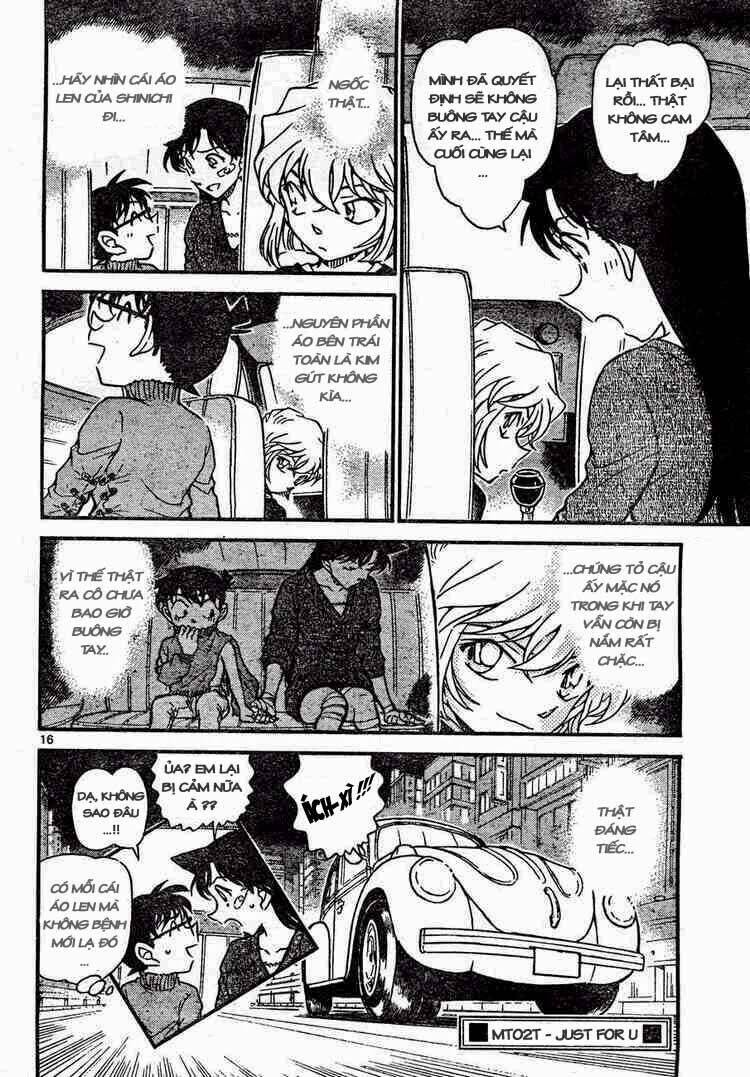 LẠI THẤT BẠI
RỒI... THẬT
KHÔNG CAM
TÂM...
MÌNH ĐÃ QUYẾT
ĐỊNH SẼ KHÔNG
BUÔNG TAY CẬU
ẤY RA... THẾ MÀ
CUỐI CÙNG LẠI
...
NGỐC
THẬT...
...HÃY NHÌN CÁI ÁO
LEN CỦA SHINICHI
ĐI...
...NGUYÊN PHẦN
ÁO BÊN TRÁI
TOÀN LÀ KIM
GÚT KHÔNG
KÌA...
...CHỨNG TỎ CẬU
ẤY MẶC NÓ
TRONG KHI TAY
VẪN CÒN BỊ
NẮM RẤT
CHẶC...
VÌ THẾ THẬT
RA CÔ CHƯA
BAO GIỜ
BUÔNG
TAY..
16
THẬT
ĐÁNG
TIẾC...
ÍCH-XÌ!!!
ỦA? EM LẠI
BỊ CẢM NỮA
À ??
DẠ, KHÔNG
SAO ĐÂU
...!!
CÓ MỖI CÁI
ÁO LEN MÀ
KHÔNG BỆNH
MỚI LẠ ĐÓ
...
MT02T - JUST FOR U